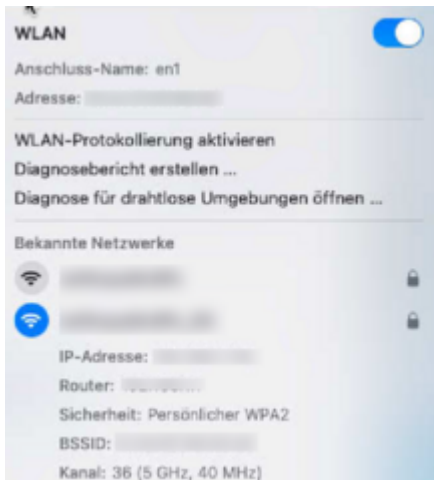 WLAN
Anschluss-Name: en1
Adresse:
WLAN-Protokollierung aktivieren
Diagnosebericht erstellen ...
Diagnose für drahtlose Umgebungen öffnen ...
Bekannte Netzwerke
IP-Adresse:
Router:
Sicherheit: Persönlicher WPA2
BSSID:
Kanal: 36 (5 GHz, 40 MHz)